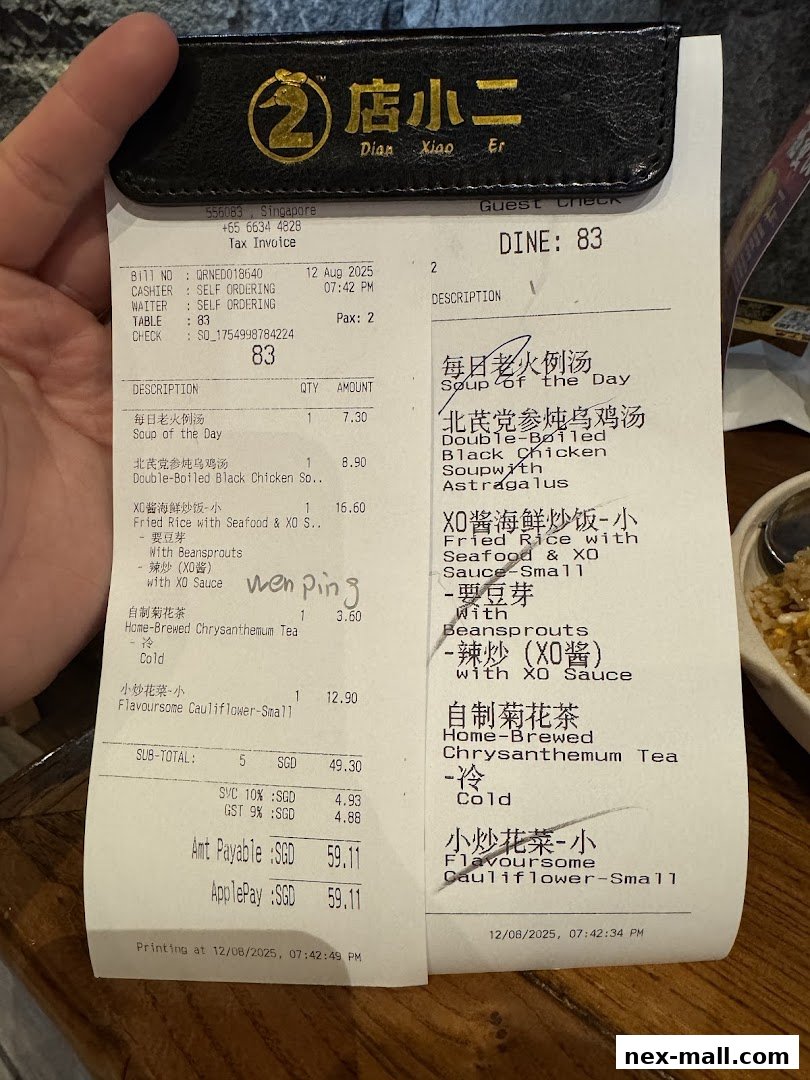 2
TM
店小二
Dian Xiao Er
556083 , Singapore
+65 6634 4828
Tax Invoice
Bill NO : QRNED018640 12 Aug 2025
CASHIER : SELF ORDERING 07:42 PM
WAITER : SELF ORDERING
TABLE : 83 Pax: 2
CHECK : SO_1754998784224
83
DESCRIPTION QTY AMOUNT
每日老火例汤 1 7.30
Soup of the Day
北芪党参炖乌鸡汤 1 8.90
Double-Boiled Black Chicken So..
XO酱海鲜炒饭-小 1 16.60
Fried Rice with Seafood & XO S..
- 要豆芽
With Beansprouts
- 辣炒 (XO酱)
with XO Sauce
wenping
自制菊花茶 1 3.60
Home-Brewed Chrysanthemum Tea
- 冷
Cold
小炒花菜-小 1 12.90
Flavoursome Cauliflower-Small
SUB-TOTAL: 5 SGD 49.30
SVC 10% :SGD 4.93
GST 9% :SGD 4.88
Amt Payable :SGD 59.11
ApplePay :SGD 59.11
Printing at 12/08/2025, 07:42:49 PM
Guest Check
DINE: 83
2
DESCRIPTION
每日老火例汤
Soup of the Day
北芪党参炖乌鸡汤
Double-Boiled
Black Chicken
Soupwith
Astragalus
XO酱海鲜炒饭-小
Fried Rice with
Seafood & XO
Sauce-Small
-要豆芽
With
Beansprouts
-辣炒 (XO酱)
with XO Sauce
自制菊花茶
Home-Brewed
Chrysanthemum Tea
-冷
Cold
小炒花菜-小
Flavoursome
Cauliflower-Small
12/08/2025, 07:42:34 PM
nex-mall.com